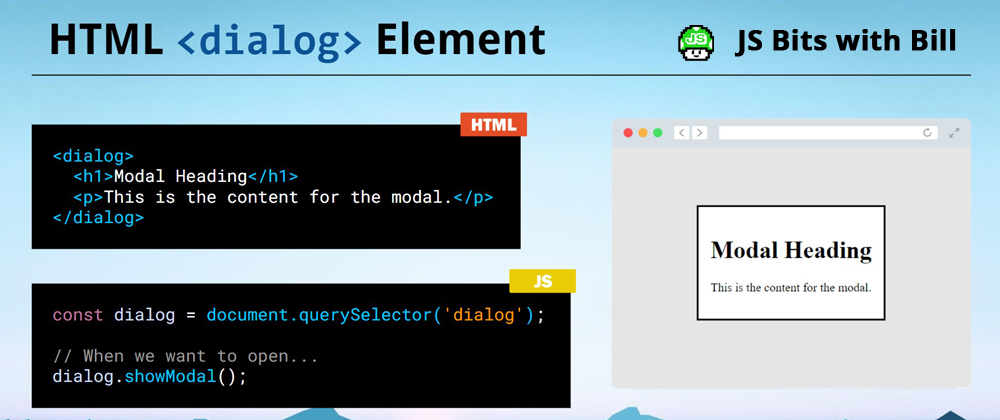 HTML <dialog> Element
JS
JS Bits with Bill
HTML
<dialog>
  <h1>Modal Heading</h1>
  <p>This is the content for the modal.</p>
</dialog>
JS
const dialog = document.querySelector('dialog');
// When we want to open...
dialog.showModal();
Modal Heading
This is the content for the modal.